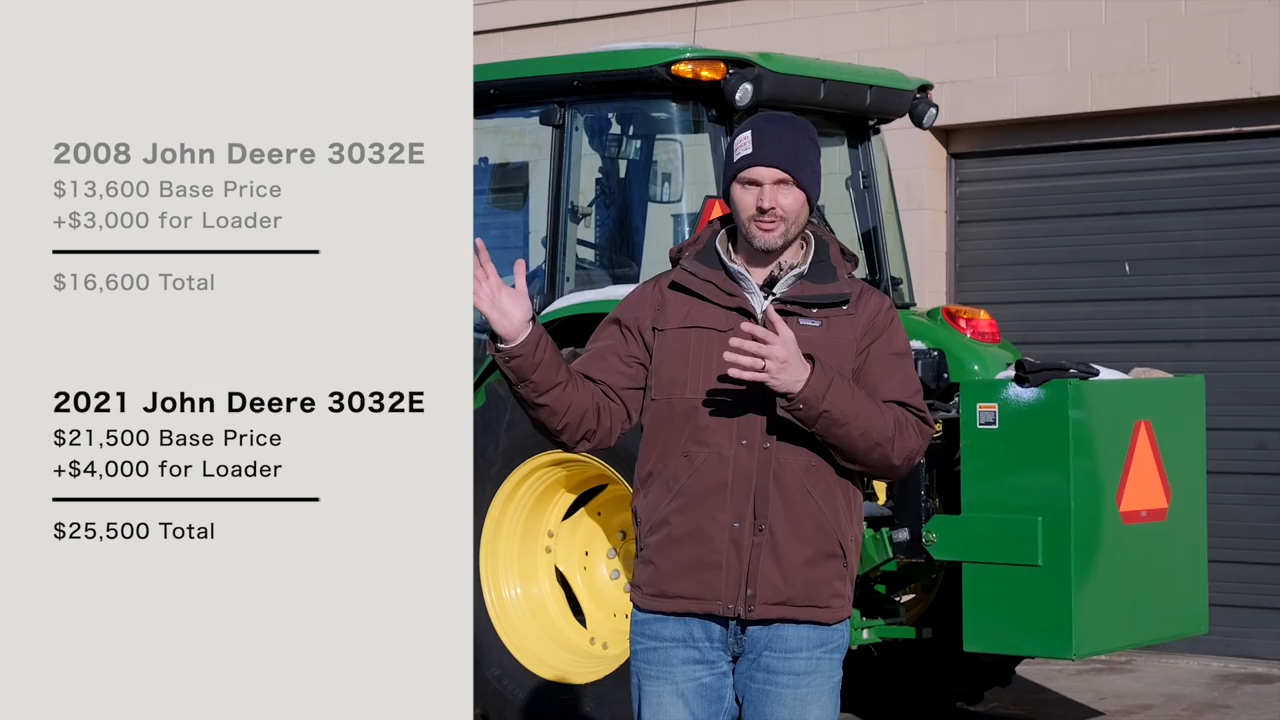 2008 John Deere 3032E
$13,600 Base Price
+$3,000 for Loader
$16,600 Total
2021 John Deere 3032E
$21,500 Base Price
+$4,000 for Loader
$25,500 Total